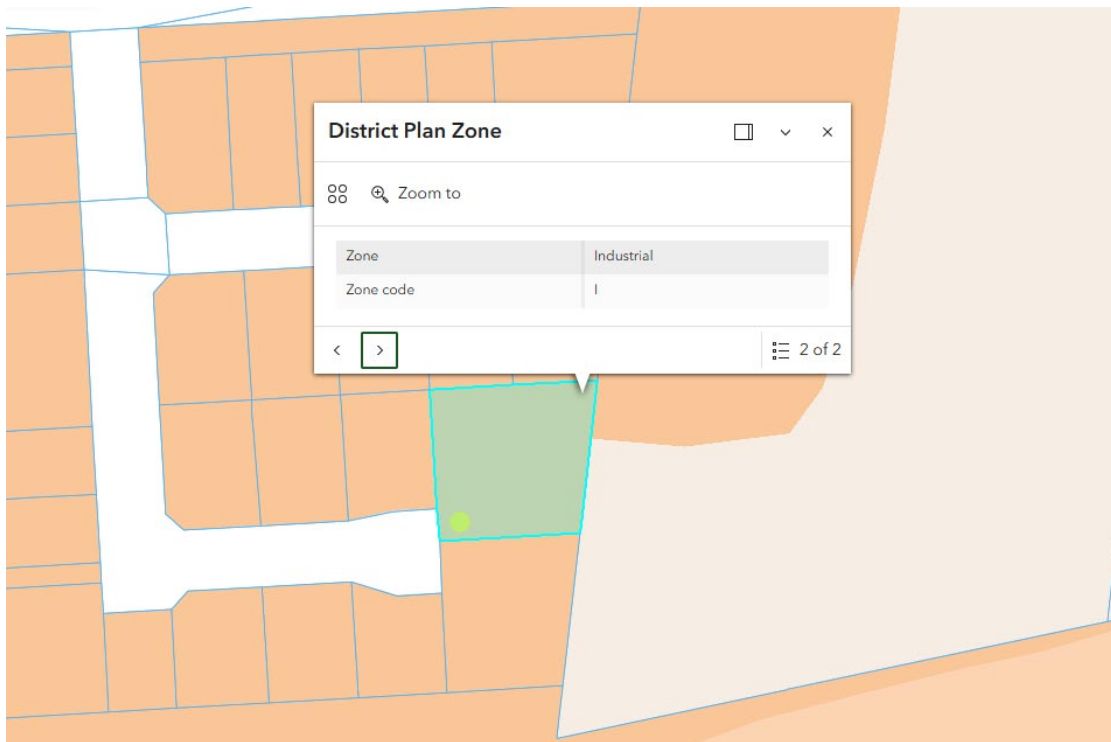 District Plan Zone
Zoom to
Zone Industrial
Zone code I
2 of 2